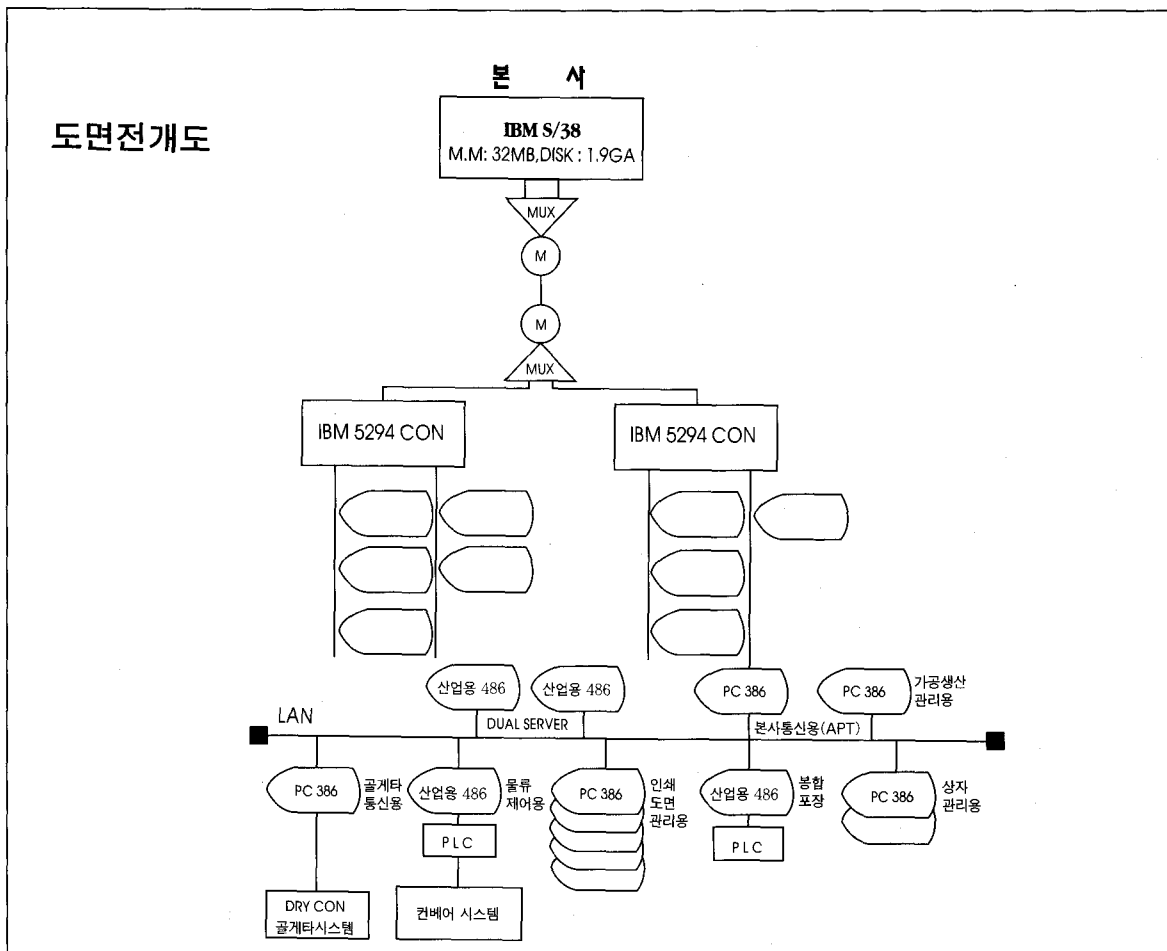 본 사
도면전개도
IBM S/38
M.M: 32MB,DISK : 1.9GA
MUX
M
M
MUX
IBM 5294 CON
IBM 5294 CON
산업용 486
산업용 486
PC 386
PC 386
가공생산
관리용
LAN
DUAL SERVER
본사통신용(APT)
PC 386
골게타
통신용
산업용 486
물류
제어용
PC 386
인쇄
도면
관리용
산업용 486
봉합
포장
PC 386
상자
관리용
PLC
PLC
DRY CON
골게타시스템
컨베어 시스템